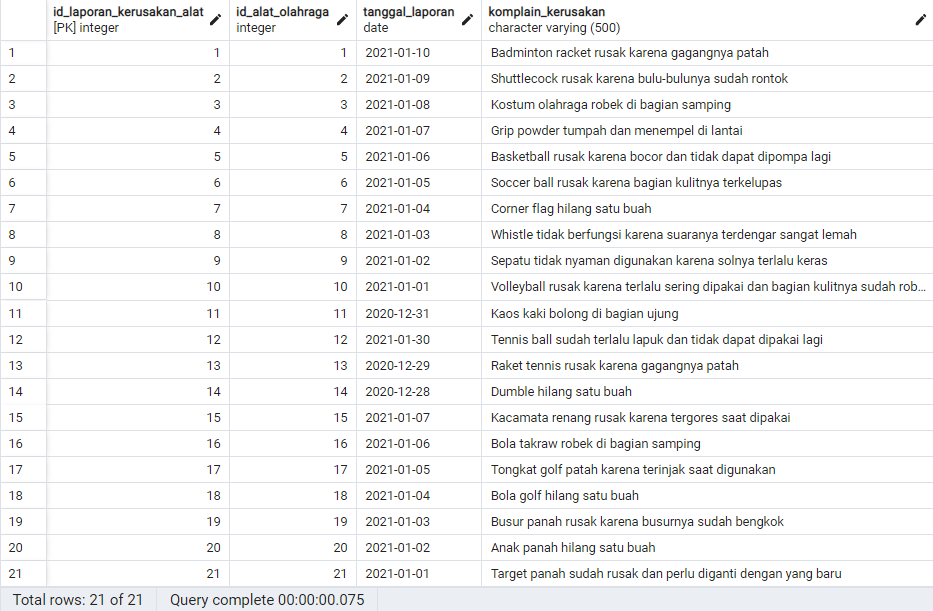 id_laporan_kerusakan_alat id_alat_olahraga tanggal_laporan komplain_kerusakan
[PK] integer integer date character varying (500)
1 1 1 2021-01-10 Badminton racket rusak karena gagangnya patah
2 2 2 2021-01-09 Shuttlecock rusak karena bulu-bulunya sudah rontok
3 3 3 2021-01-08 Kostum olahraga robek di bagian samping
4 4 4 2021-01-07 Grip powder tumpah dan menempel di lantai
5 5 5 2021-01-06 Basketball rusak karena bocor dan tidak dapat dipompa lagi
6 6 6 2021-01-05 Soccer ball rusak karena bagian kulitnya terkelupas
7 7 7 2021-01-04 Corner flag hilang satu buah
8 8 8 2021-01-03 Whistle tidak berfungsi karena suaranya terdengar sangat lemah
9 9 9 2021-01-02 Sepatu tidak nyaman digunakan karena solnya terlalu keras
10 10 10 2021-01-01 Volleyball rusak karena terlalu sering dipakai dan bagian kulitnya sudah rob...
11 11 11 2020-12-31 Kaos kaki bolong di bagian ujung
12 12 12 2021-01-30 Tennis ball sudah terlalu lapuk dan tidak dapat dipakai lagi
13 13 13 2020-12-29 Raket tennis rusak karena gagangnya patah
14 14 14 2020-12-28 Dumble hilang satu buah
15 15 15 2021-01-07 Kacamata renang rusak karena tergores saat dipakai
16 16 16 2021-01-06 Bola takraw robek di bagian samping
17 17 17 2021-01-05 Tongkat golf patah karena terinjak saat digunakan
18 18 18 2021-01-04 Bola golf hilang satu buah
19 19 19 2021-01-03 Busur panah rusak karena busurnya sudah bengkok
20 20 20 2021-01-02 Anak panah hilang satu buah
21 21 21 2021-01-01 Target panah sudah rusak dan perlu diganti dengan yang baru
Total rows: 21 of 21 Query complete 00:00:00.075